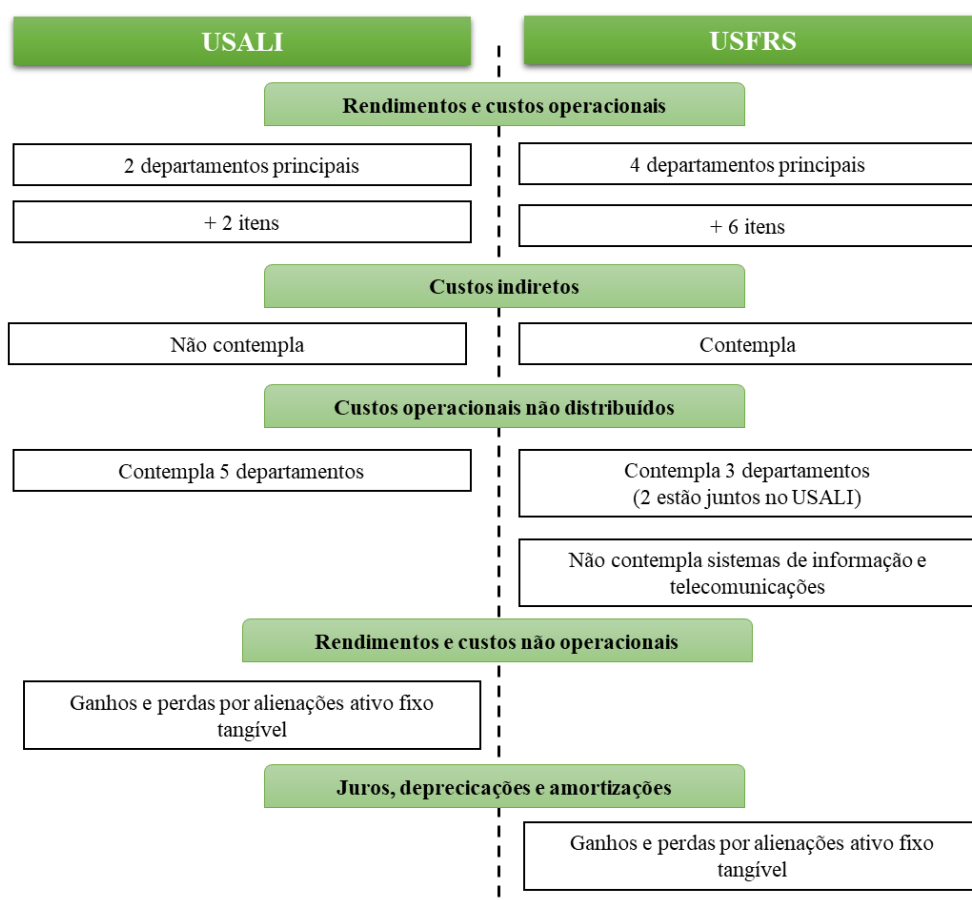 USALI
USFRS
Rendimentos e custos operacionais
2 departamentos principais
4 departamentos principais
+ 2 itens
+ 6 itens
Custos indiretos
Não contempla
Contempla
Custos operacionais não distribuídos
Contempla 5 departamentos
Contempla 3 departamentos
(2 estão juntos no USALI)
Não contempla sistemas de informação e
telecomunicações
Rendimentos e custos não operacionais
Ganhos e perdas por alienações ativo fixo
tangível
Juros, deprecicações e amortizações
Ganhos e perdas por alienações ativo fixo
tangível